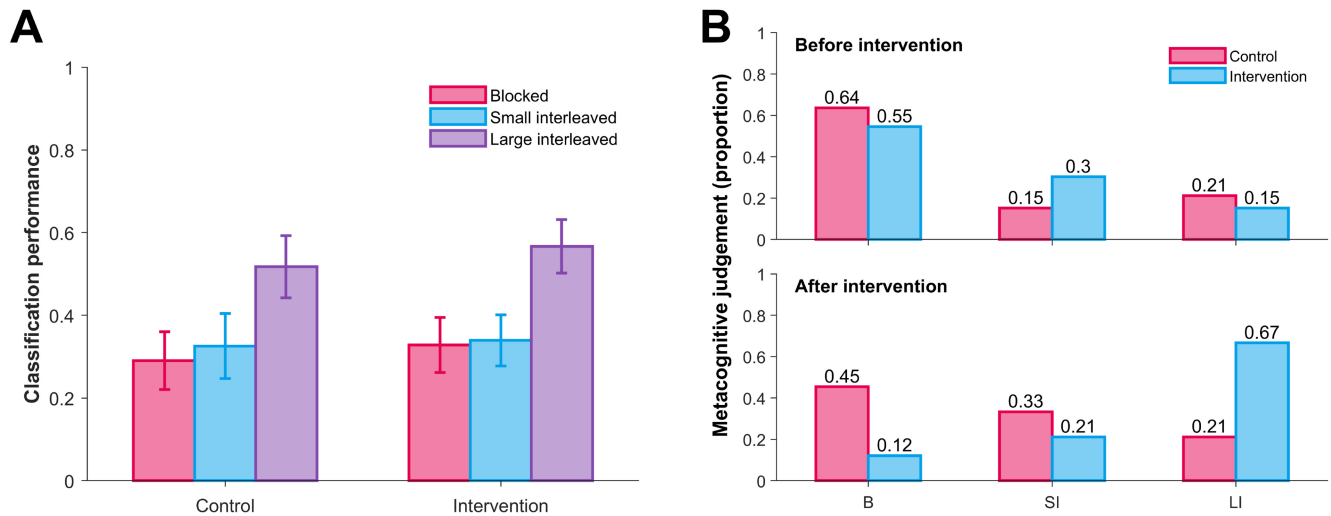 A
1
0.8
0.6
0.4
0.2
0
Classification performance
Blocked
Small interleaved
Large interleaved
Control
Intervention
B
Metacognitive judgement (proportion)
Before intervention
1
0.8
0.6
0.4
0.2
0
Control
Intervention
0.64
0.55
0.15
0.3
0.21
0.15
After intervention
1
0.8
0.6
0.4
0.2
0
0.45
0.12
0.33
0.21
0.21
0.67
B
SI
LI